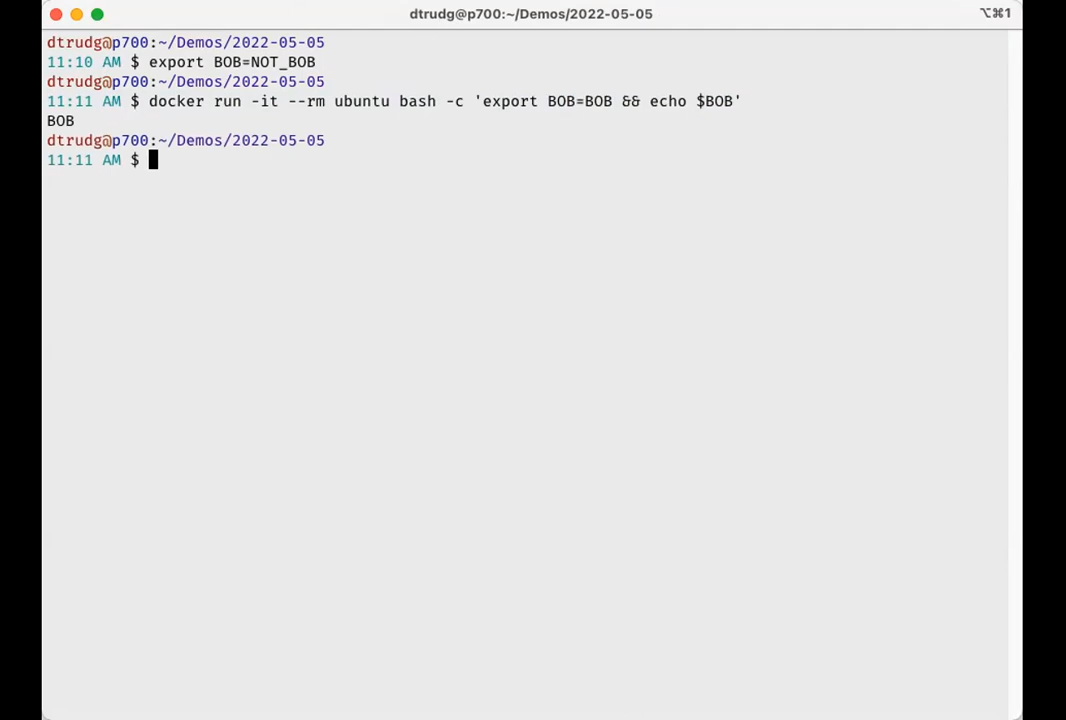 dtrudg@p700:~/Demos/2022-05-05 ⌥⌘1
dtrudg@p700:~/Demos/2022-05-05
11:10 AM $ export BOB=NOT_BOB
dtrudg@p700:~/Demos/2022-05-05
11:11 AM $ docker run -it --rm ubuntu bash -c 'export BOB=BOB && echo $BOB'
BOB
dtrudg@p700:~/Demos/2022-05-05
11:11 AM $